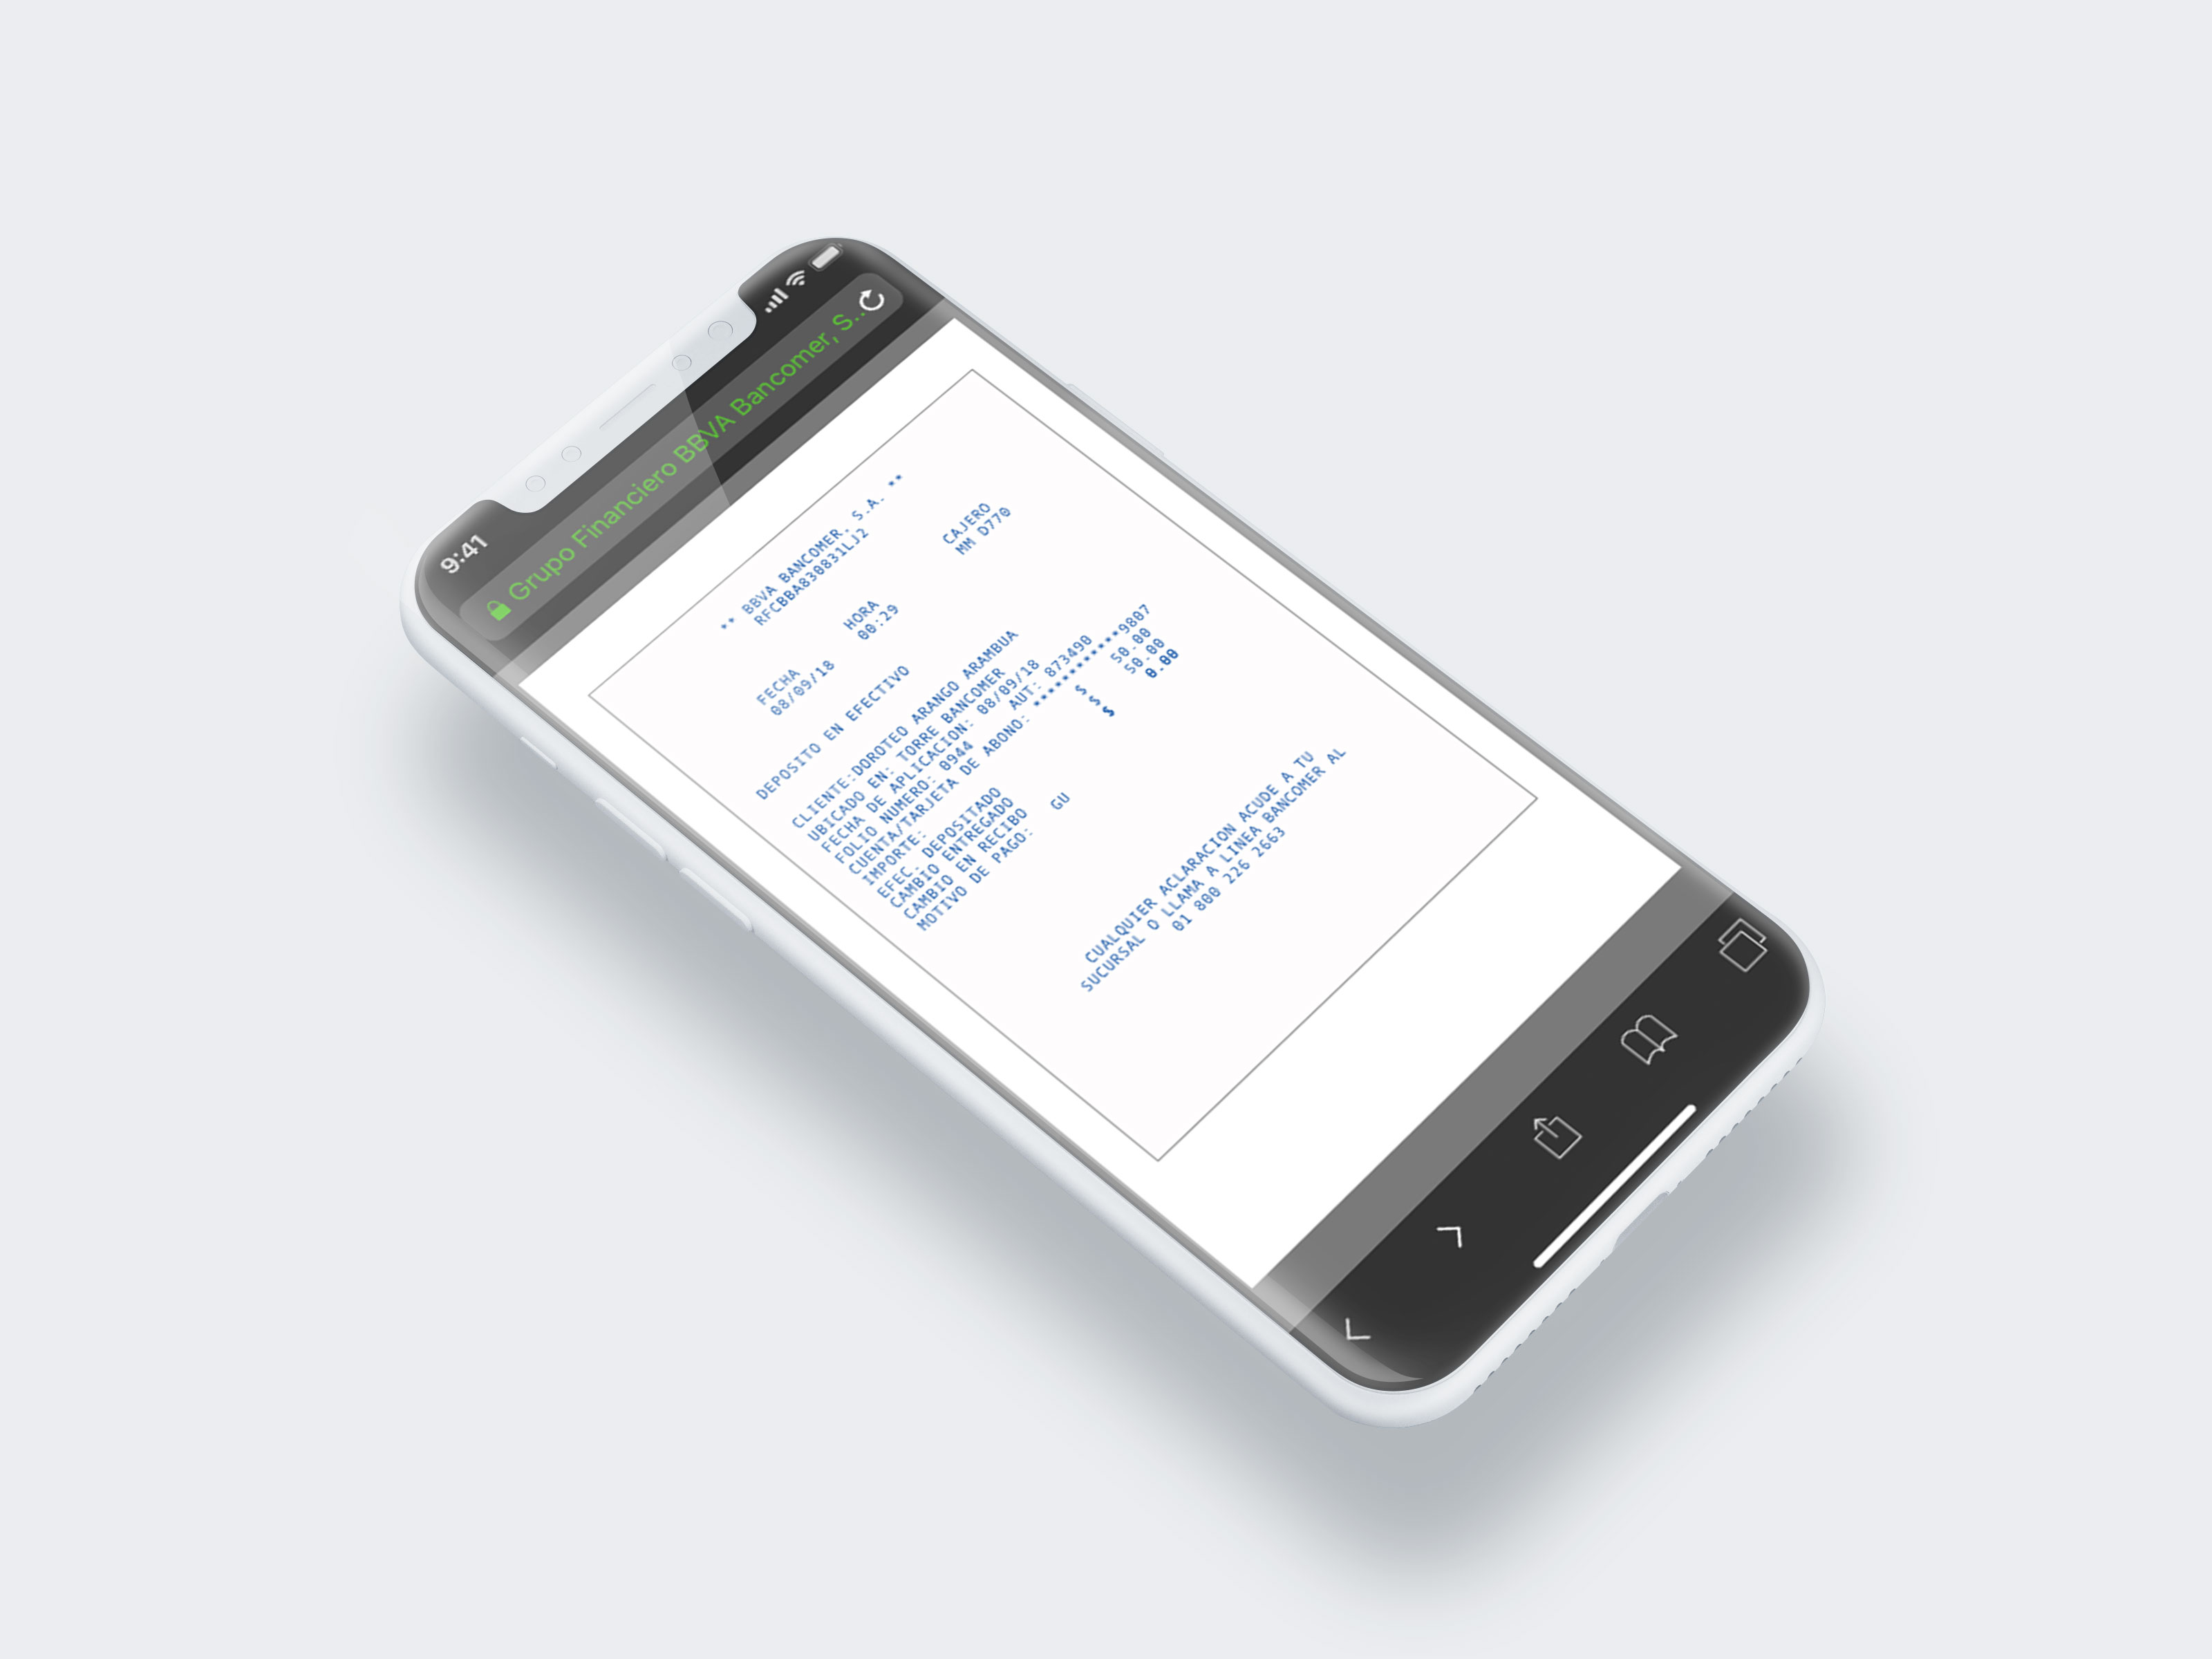 9:41
Grupo Financiero BBVA Bancomer, S...
** BBVA BANCOMER, S.A. **
RFCBBA830831LJ2
FECHA HORA CAJERO
08/09/18 00:29 MM D770
DEPOSITO EN EFECTIVO
CLIENTE:DOROTEO ARANGO ARAMBUA
UBICADO EN: TORRE BANCOMER
FECHA DE APLICACION: 08/09/18
FOLIO NUMERO: 0944 AUT: 873490
CUENTA/TARJETA DE ABONO: ************9807
IMPORTE: $ 50.00
EFEC. DEPOSITADO $ 50.00
CAMBIO ENTREGADO $ 0.00
CAMBIO EN RECIBO
MOTIVO DE PAGO: GU
CUALQUIER ACLARACION ACUDE A TU
SUCURSAL O LLAMA A LINEA BANCOMER AL
01 800 226 2663